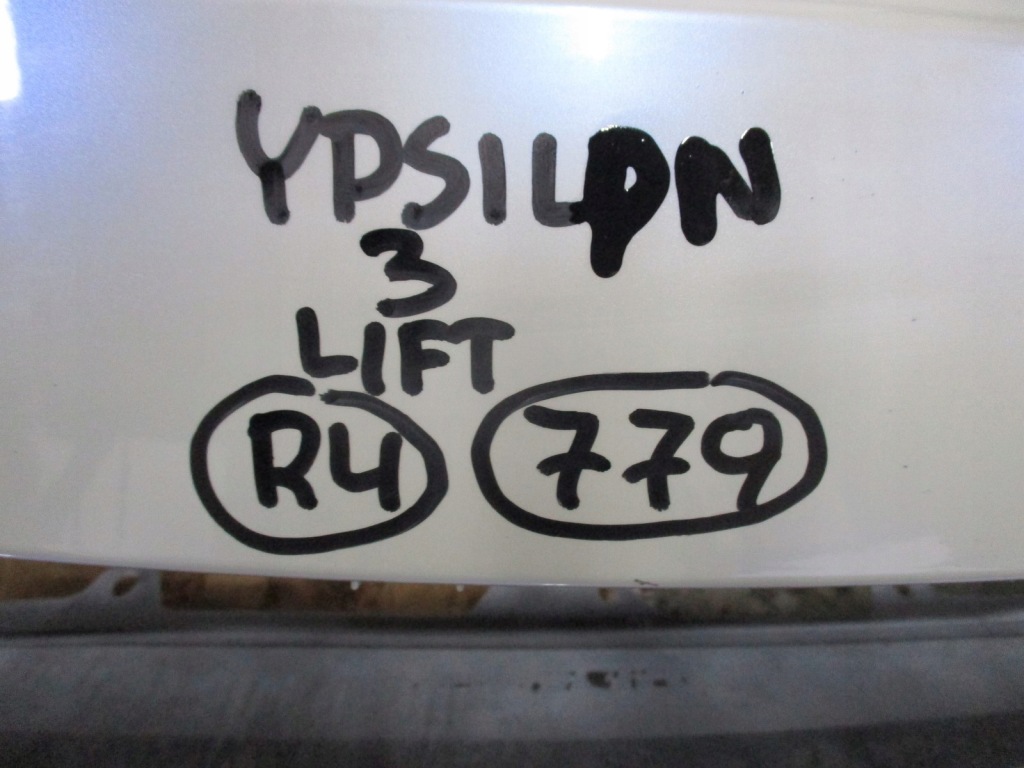 YPSILON
3
LIFT
R4 779